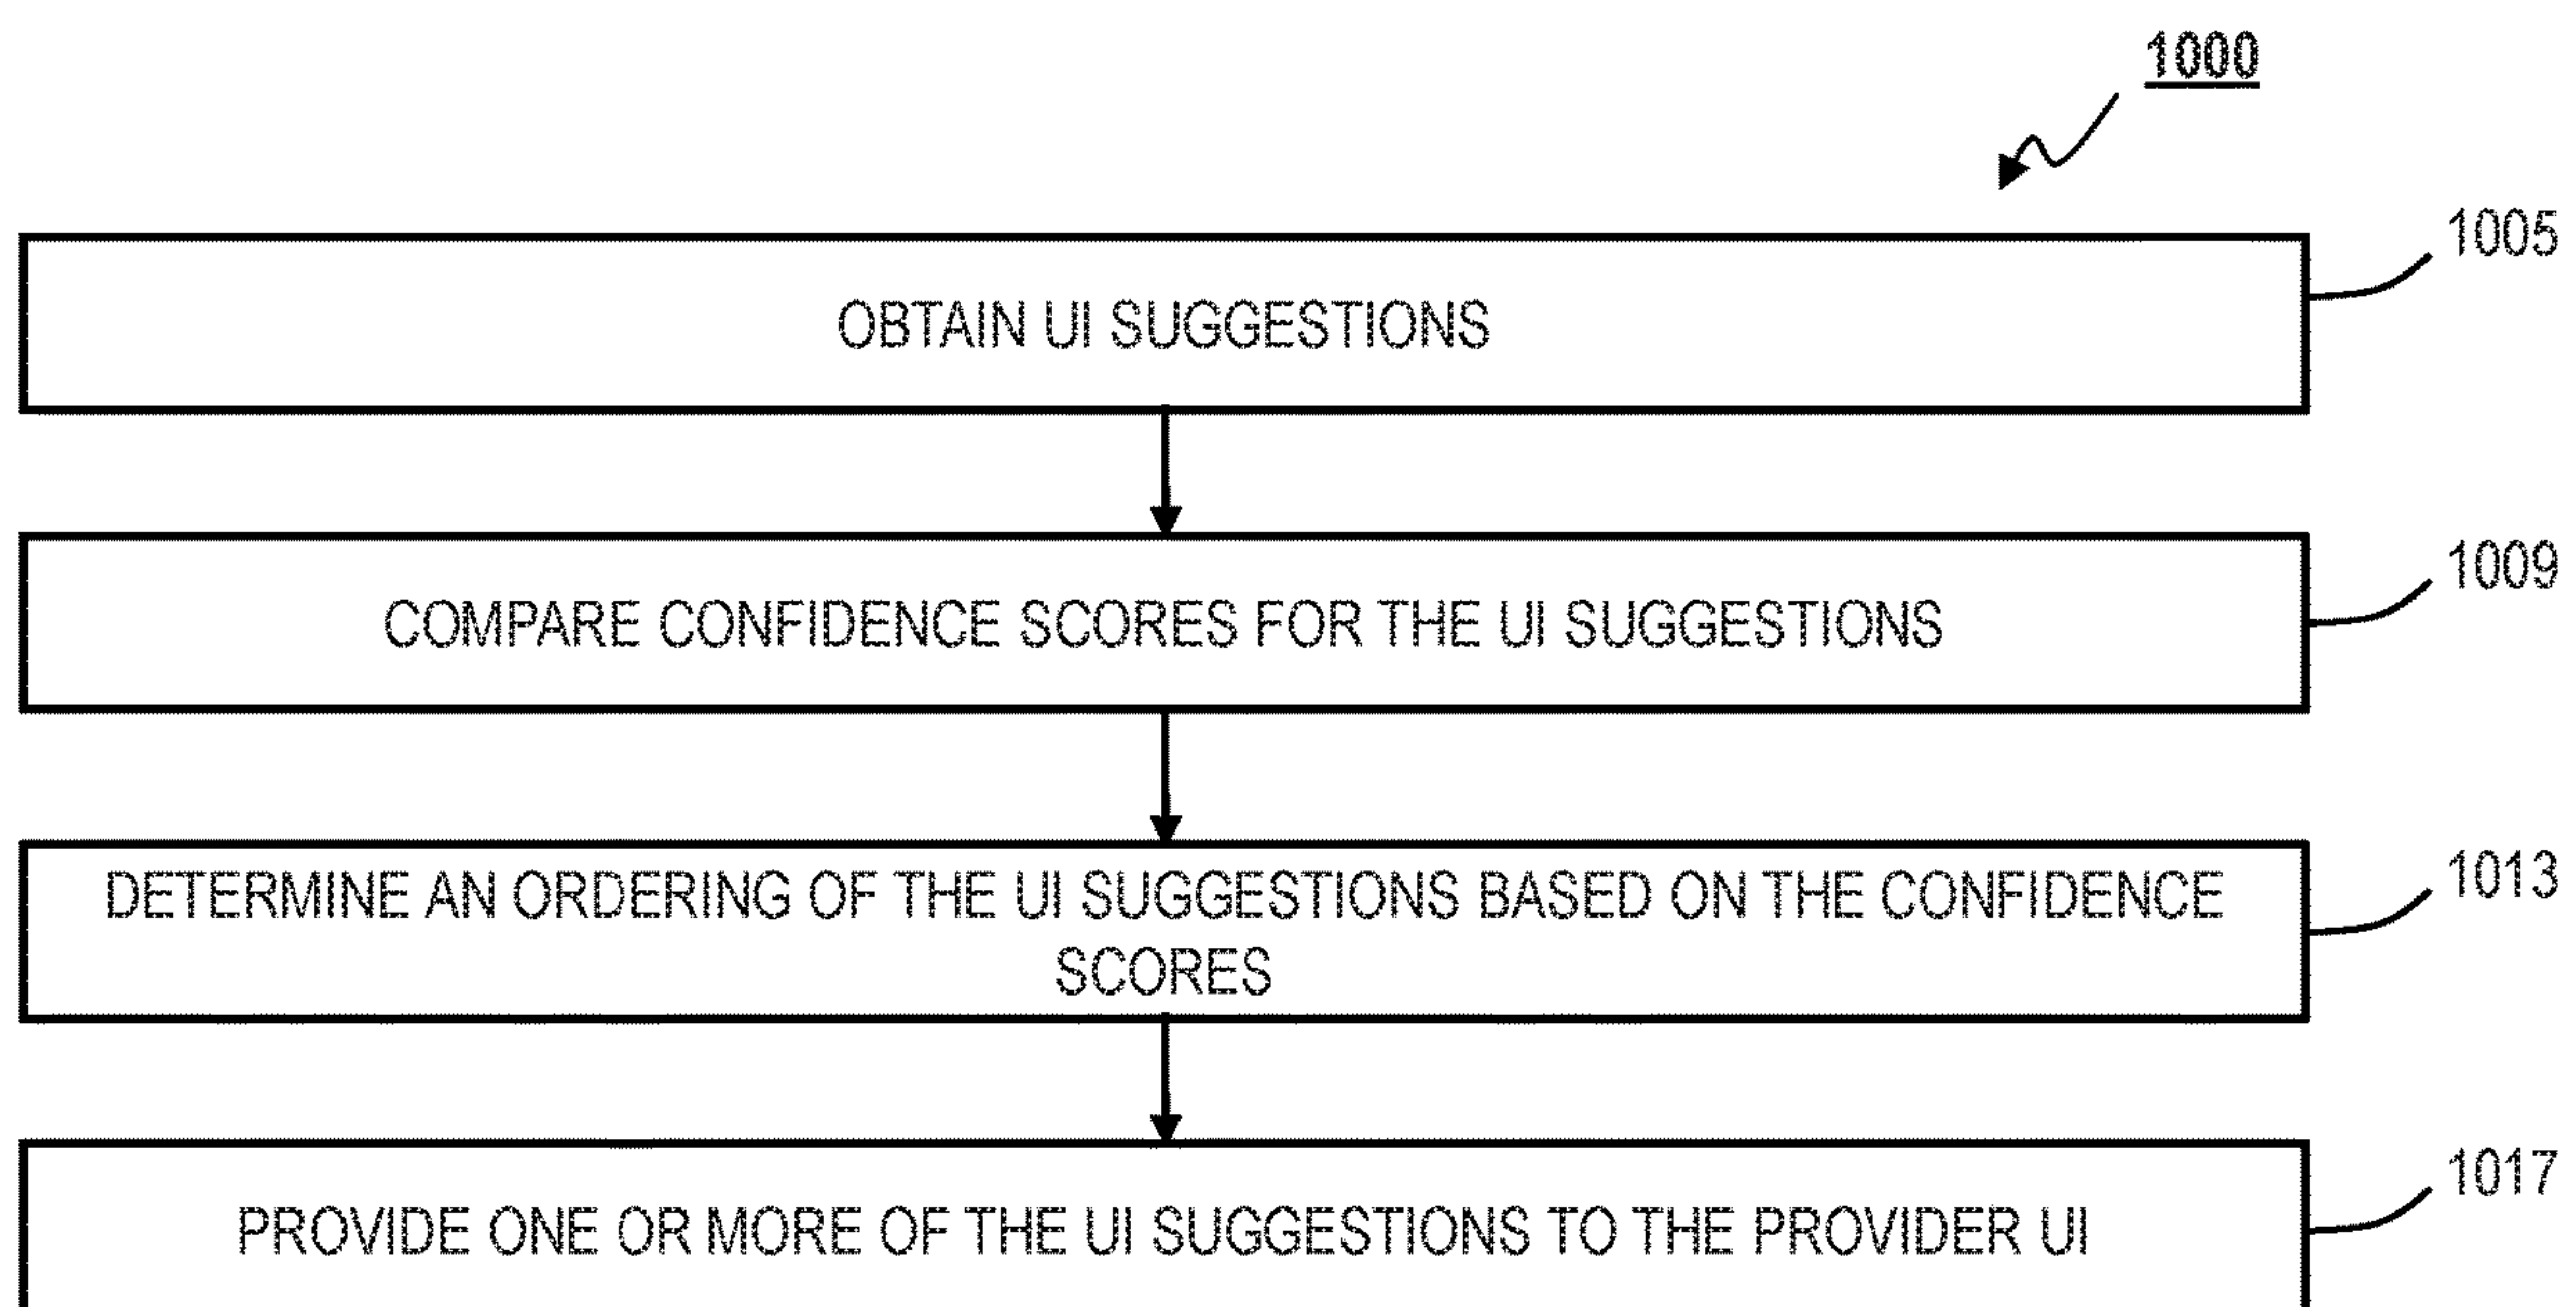 1000
1005
OBTAIN UI SUGGESTIONS
1009
COMPARE CONFIDENCE SCORES FOR THE UI SUGGESTIONS
1013
DETERMINE AN ORDERING OF THE UI SUGGESTIONS BASED ON THE CONFIDENCE
SCORES
1017
PROVIDE ONE OR MORE OF THE UI SUGGESTIONS TO THE PROVIDER UI